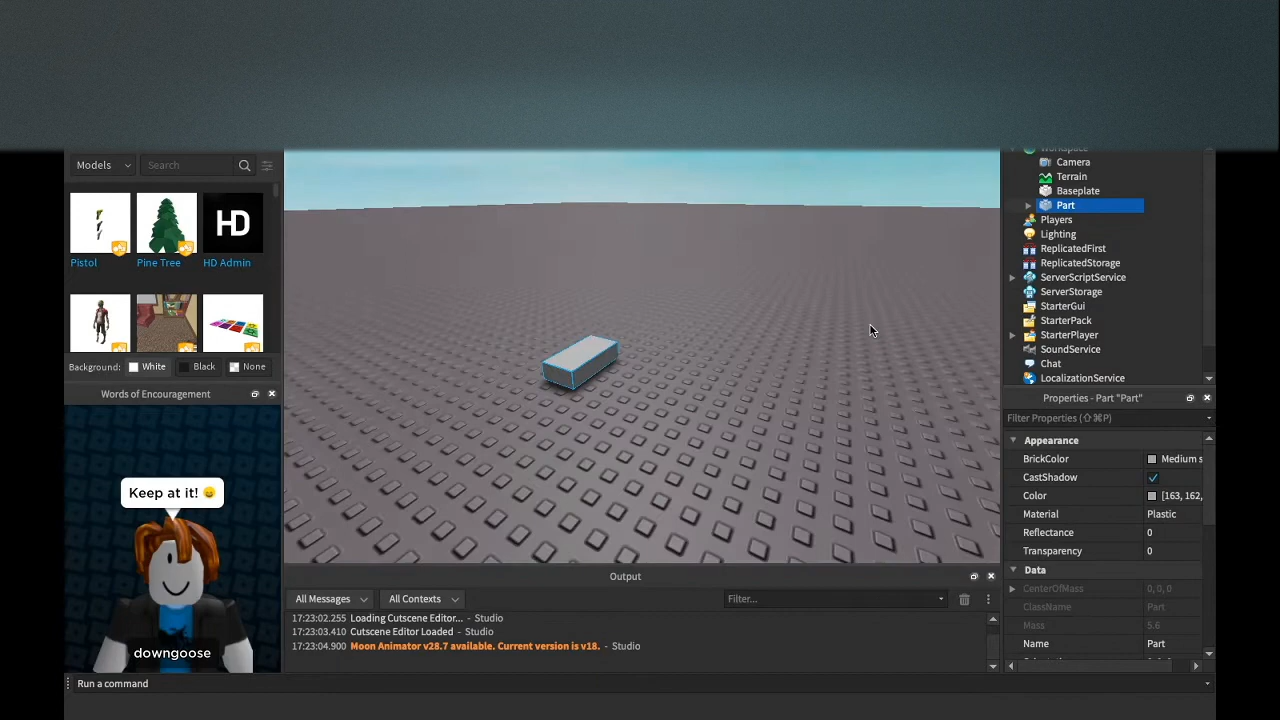 Workspace
Models
Search
Camera
Terrain
Baseplate
Part
Players
Lighting
ReplicatedFirst
ReplicatedStorage
ServerScriptService
ServerStorage
StarterGui
StarterPack
StarterPlayer
SoundService
Chat
LocalizationService
HD
Pistol
Pine Tree
HD Admin
Background:
White
Black
None
Words of Encouragement
Keep at it!
downgoose
Output
All Messages
All Contexts
Filter...
17:23:02.255 Loading Cutscene Editor... - Studio
17:23:03.410 Cutscene Editor Loaded - Studio
17:23:04.900 Moon Animator v28.7 available. Current version is v18. - Studio
Properties - Part "Part"
Filter Properties (⇧⌘P)
Appearance
BrickColor Medium s
CastShadow
Color [163, 162,
Material Plastic
Reflectance 0
Transparency 0
Data
CenterOfMass 0, 0, 0
ClassName Part
Mass 5.6
Name Part
Run a command